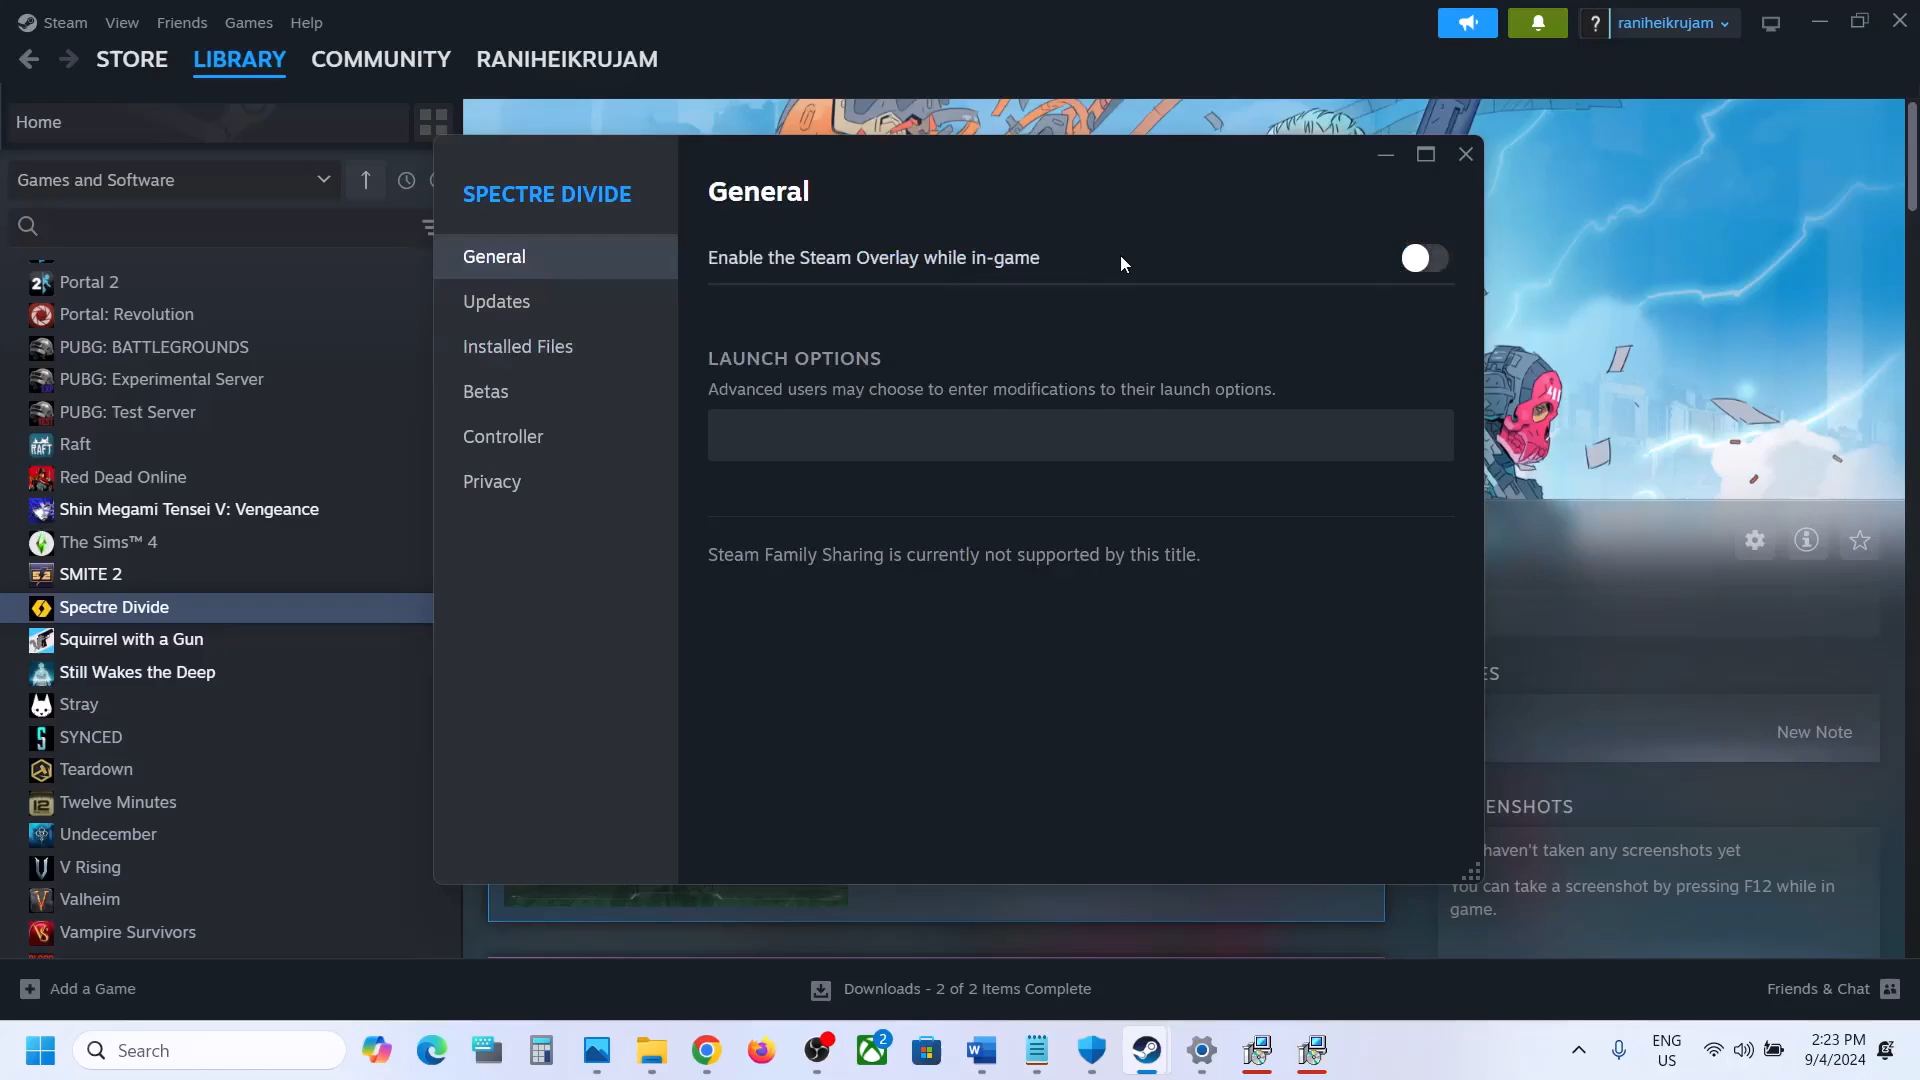 Steam View Friends Games Help
raniheikrujam
STORE LIBRARY COMMUNITY RANIHEIKRUJAM
Home
Games and Software
Portal 2
Portal: Revolution
PUBG: BATTLEGROUNDS
PUBG: Experimental Server
PUBG: Test Server
Raft
Red Dead Online
Shin Megami Tensei V: Vengeance
The Sims™ 4
SMITE 2
Spectre Divide
Squirrel with a Gun
Still Wakes the Deep
Stray
SYNCED
Teardown
Twelve Minutes
Undecember
V Rising
Valheim
Vampire Survivors
SPECTRE DIVIDE
General
Updates
Installed Files
Betas
Controller
Privacy
General
Enable the Steam Overlay while in-game
LAUNCH OPTIONS
Advanced users may choose to enter modifications to their launch options.
Steam Family Sharing is currently not supported by this title.
ES
New Note
ENSHOTS
haven't taken any screenshots yet
You can take a screenshot by pressing F12 while in
game.
Add a Game
Downloads - 2 of 2 Items Complete
Friends & Chat
Search
2
ENG
US
2:23 PM
9/4/2024